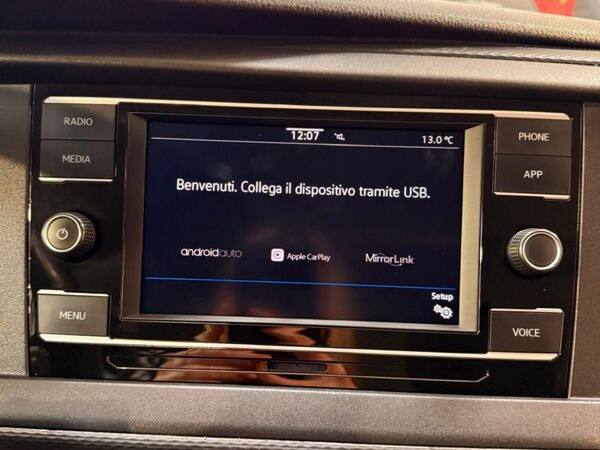 RADIO
MEDIA
MENU
12:07
13.0 °C
Benvenuti. Collega il dispositivo tramite USB.
androidauto
Apple CarPlay
MirrorLink
Setup
PHONE
APP
VOICE